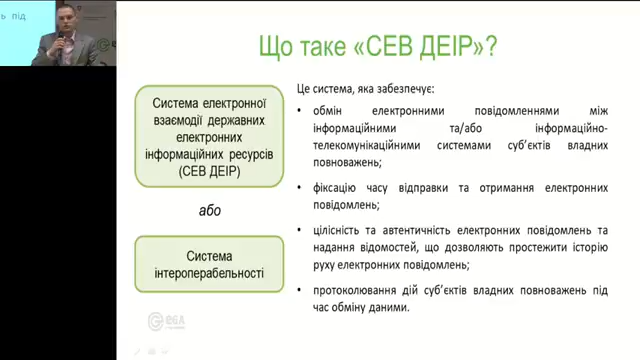 ь під
Що таке «СЕВ ДЕІР»?
Система електронної
взаємодії державних
електронних
інформаційних ресурсів
(СЕВ ДЕІР)
або
Система
інтероперабельності
Це система, яка забезпечує:
• обмін електронними повідомленнями між
інформаційними та/або інформаційно-
телекомунікаційними системами суб’єктів владних
повноважень;
• фіксацію часу відправки та отримання електронних
повідомлень;
• цілісність та автентичність електронних повідомлень та
надання відомостей, що дозволяють простежити історію
руху електронних повідомлень;
• протоколювання дій суб’єктів владних повноважень під
час обміну даними.
eGA